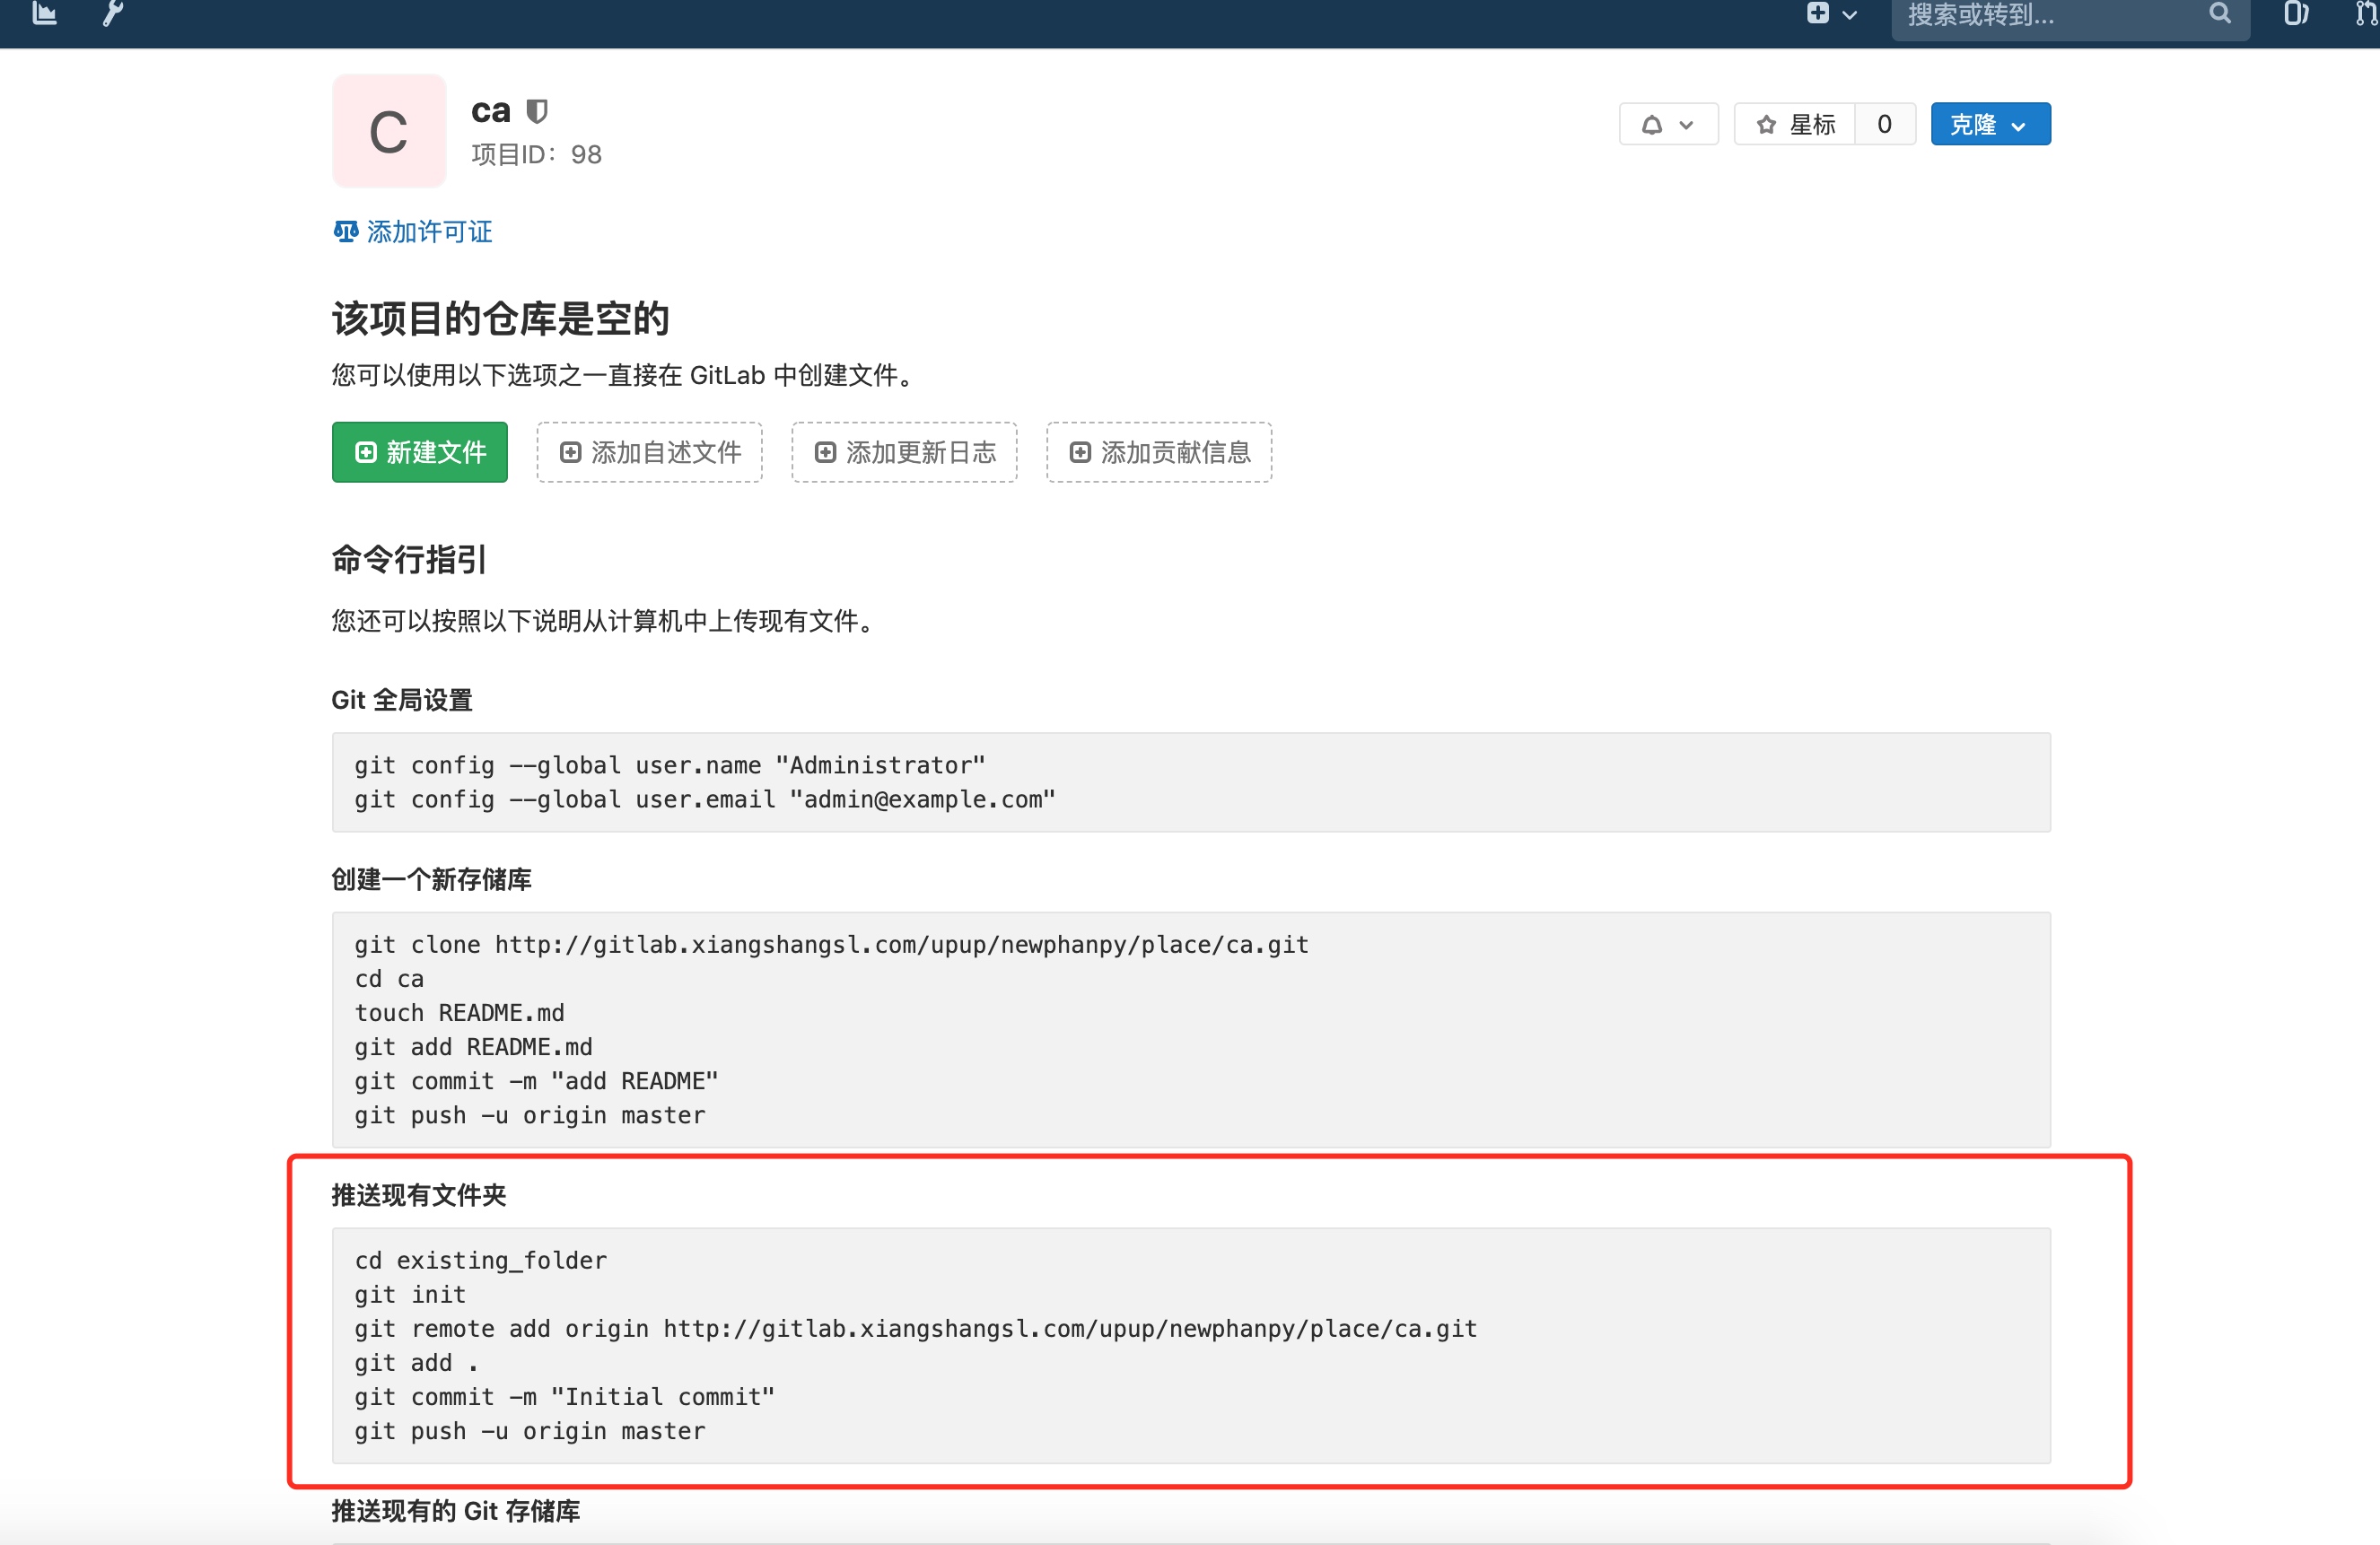 搜索或转到...
C
ca
项目ID：98
星标
0
克隆
添加许可证
该项目的仓库是空的
您可以使用以下选项之一直接在 GitLab 中创建文件。
新建文件
添加自述文件
添加更新日志
添加贡献信息
命令行指引
您还可以按照以下说明从计算机中上传现有文件。
Git 全局设置
git config --global user.name "Administrator"
git config --global user.email "admin@example.com"
创建一个新存储库
git clone http://gitlab.xiangshangsl.com/upup/newphanpy/place/ca.git
cd ca
touch README.md
git add README.md
git commit -m "add README"
git push -u origin master
推送现有文件夹
cd existing_folder
git init
git remote add origin http://gitlab.xiangshangsl.com/upup/newphanpy/place/ca.git
git add .
git commit -m "Initial commit"
git push -u origin master
推送现有的 Git 存储库